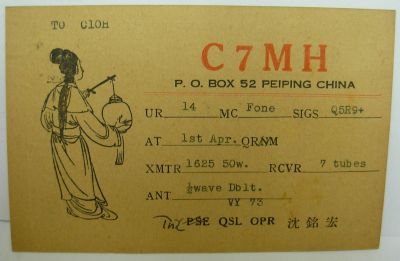 TO C1OH
C7MH
P. O. BOX 52 PEIPING CHINA
UR 14 MC Fone SIGS Q5R9+
AT 1st Apr. QRNM
XMTR 1625 50w. RCVR 7 tubes
ANT ½wave Dblt.
VY 73
PSE QSL OPR 沈銘宏